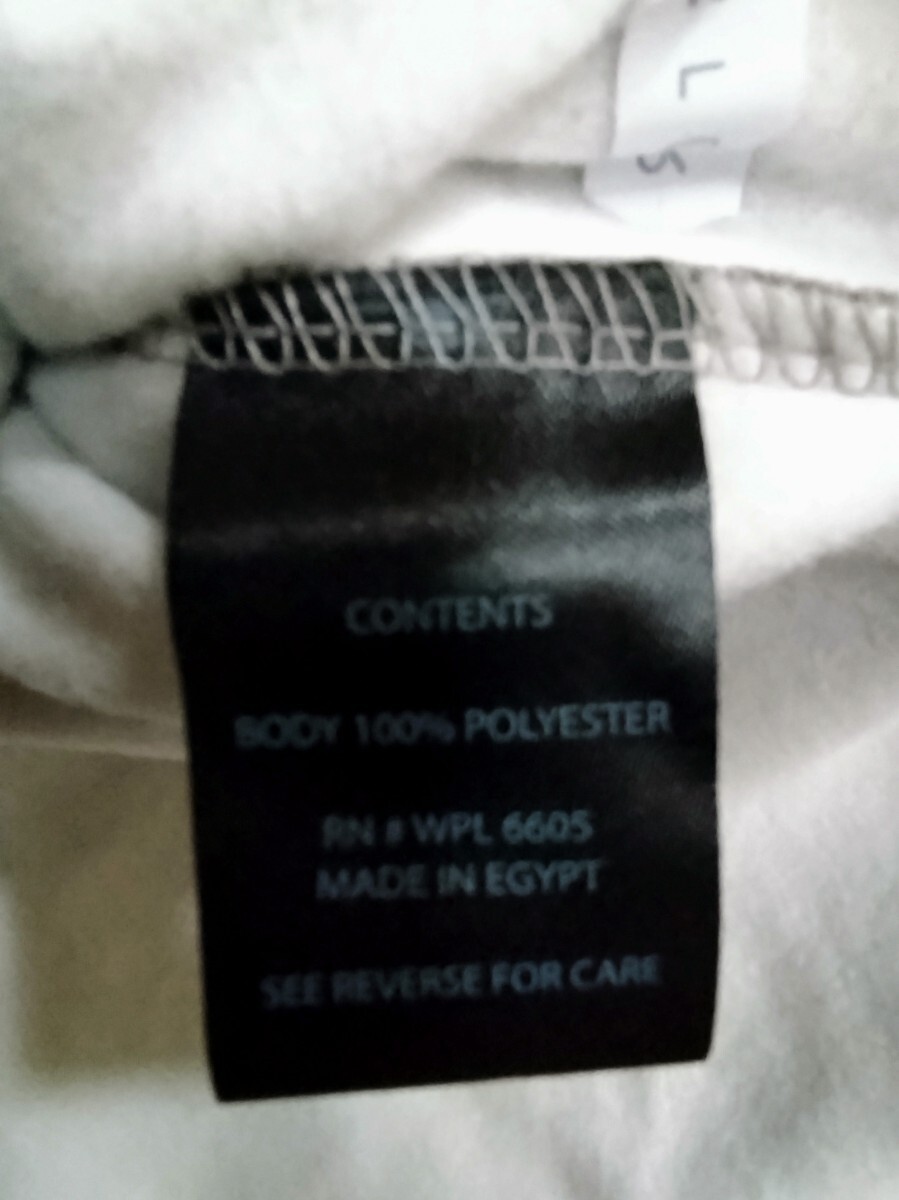 L
CONTENTS
BODY 100% POLYESTER
RN # WPL 6605
MADE IN EGYPT
SEE REVERSE FOR CARE